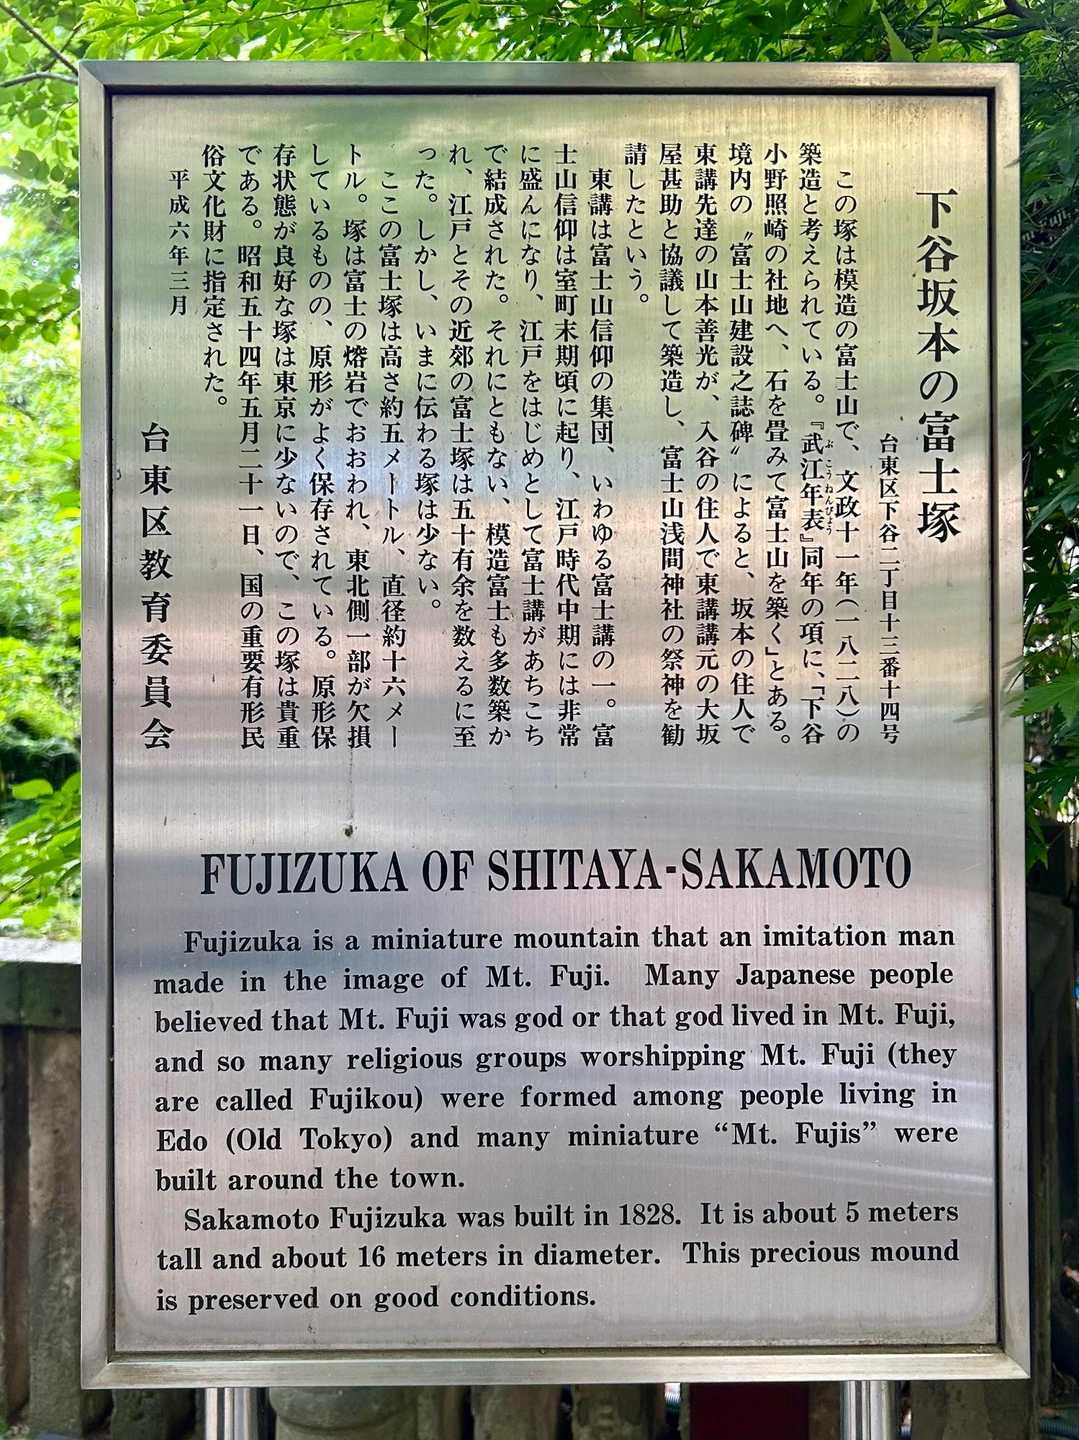 下谷坂本の富士塚
台東区下谷二丁目十三番十四号
この塚は模造の富士山で、文政十一年(一八二八)の
築造と考えられている。『武江年表』同年の項に、「下谷
ぶこうねんぴょう
小野照崎の社地へ、石を畳みて富士山を築く」とある。
境内の〝富士山建設之誌碑〟によると、坂本の住人で
東講先達の山本善光が、入谷の住人で東講講元の大坂
屋甚助と協議して築造し、富士山浅間神社の祭神を勧
請したという。
東講は富士山信仰の集団、いわゆる富士講の一。富
士山信仰は室町末期頃に起り、江戸時代中期には非常
に盛んになり、江戸をはじめとして富士講があちこち
で結成された。それにともない、模造富士も多数築か
れ、江戸とその近郊の富士塚は五十有余を数えるに至
った。しかし、いまに伝わる塚は少ない。
ここの富士塚は高さ約五メートル、直径約十六メー
トル。塚は富士の熔岩でおおわれ、東北側一部が欠損
しているものの、原形がよく保存されている。原形保
存状態が良好な塚は東京に少ないので、この塚は貴重
である。昭和五十四年五月二十一日、国の重要有形民
俗文化財に指定された。
平成六年三月
台東区教育委員会
FUJIZUKA OF SHITAYA-SAKAMOTO
Fujizuka is a miniature mountain that an imitation man
made in the image of Mt. Fuji. Many Japanese people
believed that Mt. Fuji was god or that god lived in Mt. Fuji,
and so many religious groups worshipping Mt. Fuji (they
are called Fujikou) were formed among people living in
Edo (Old Tokyo) and many miniature “Mt. Fujis” were
built around the town.
Sakamoto Fujizuka was built in 1828. It is about 5 meters
tall and about 16 meters in diameter. This precious mound
is preserved on good conditions.